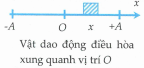 x
-A O x +A
Vật dao động điều hòa
xung quanh vị trí O